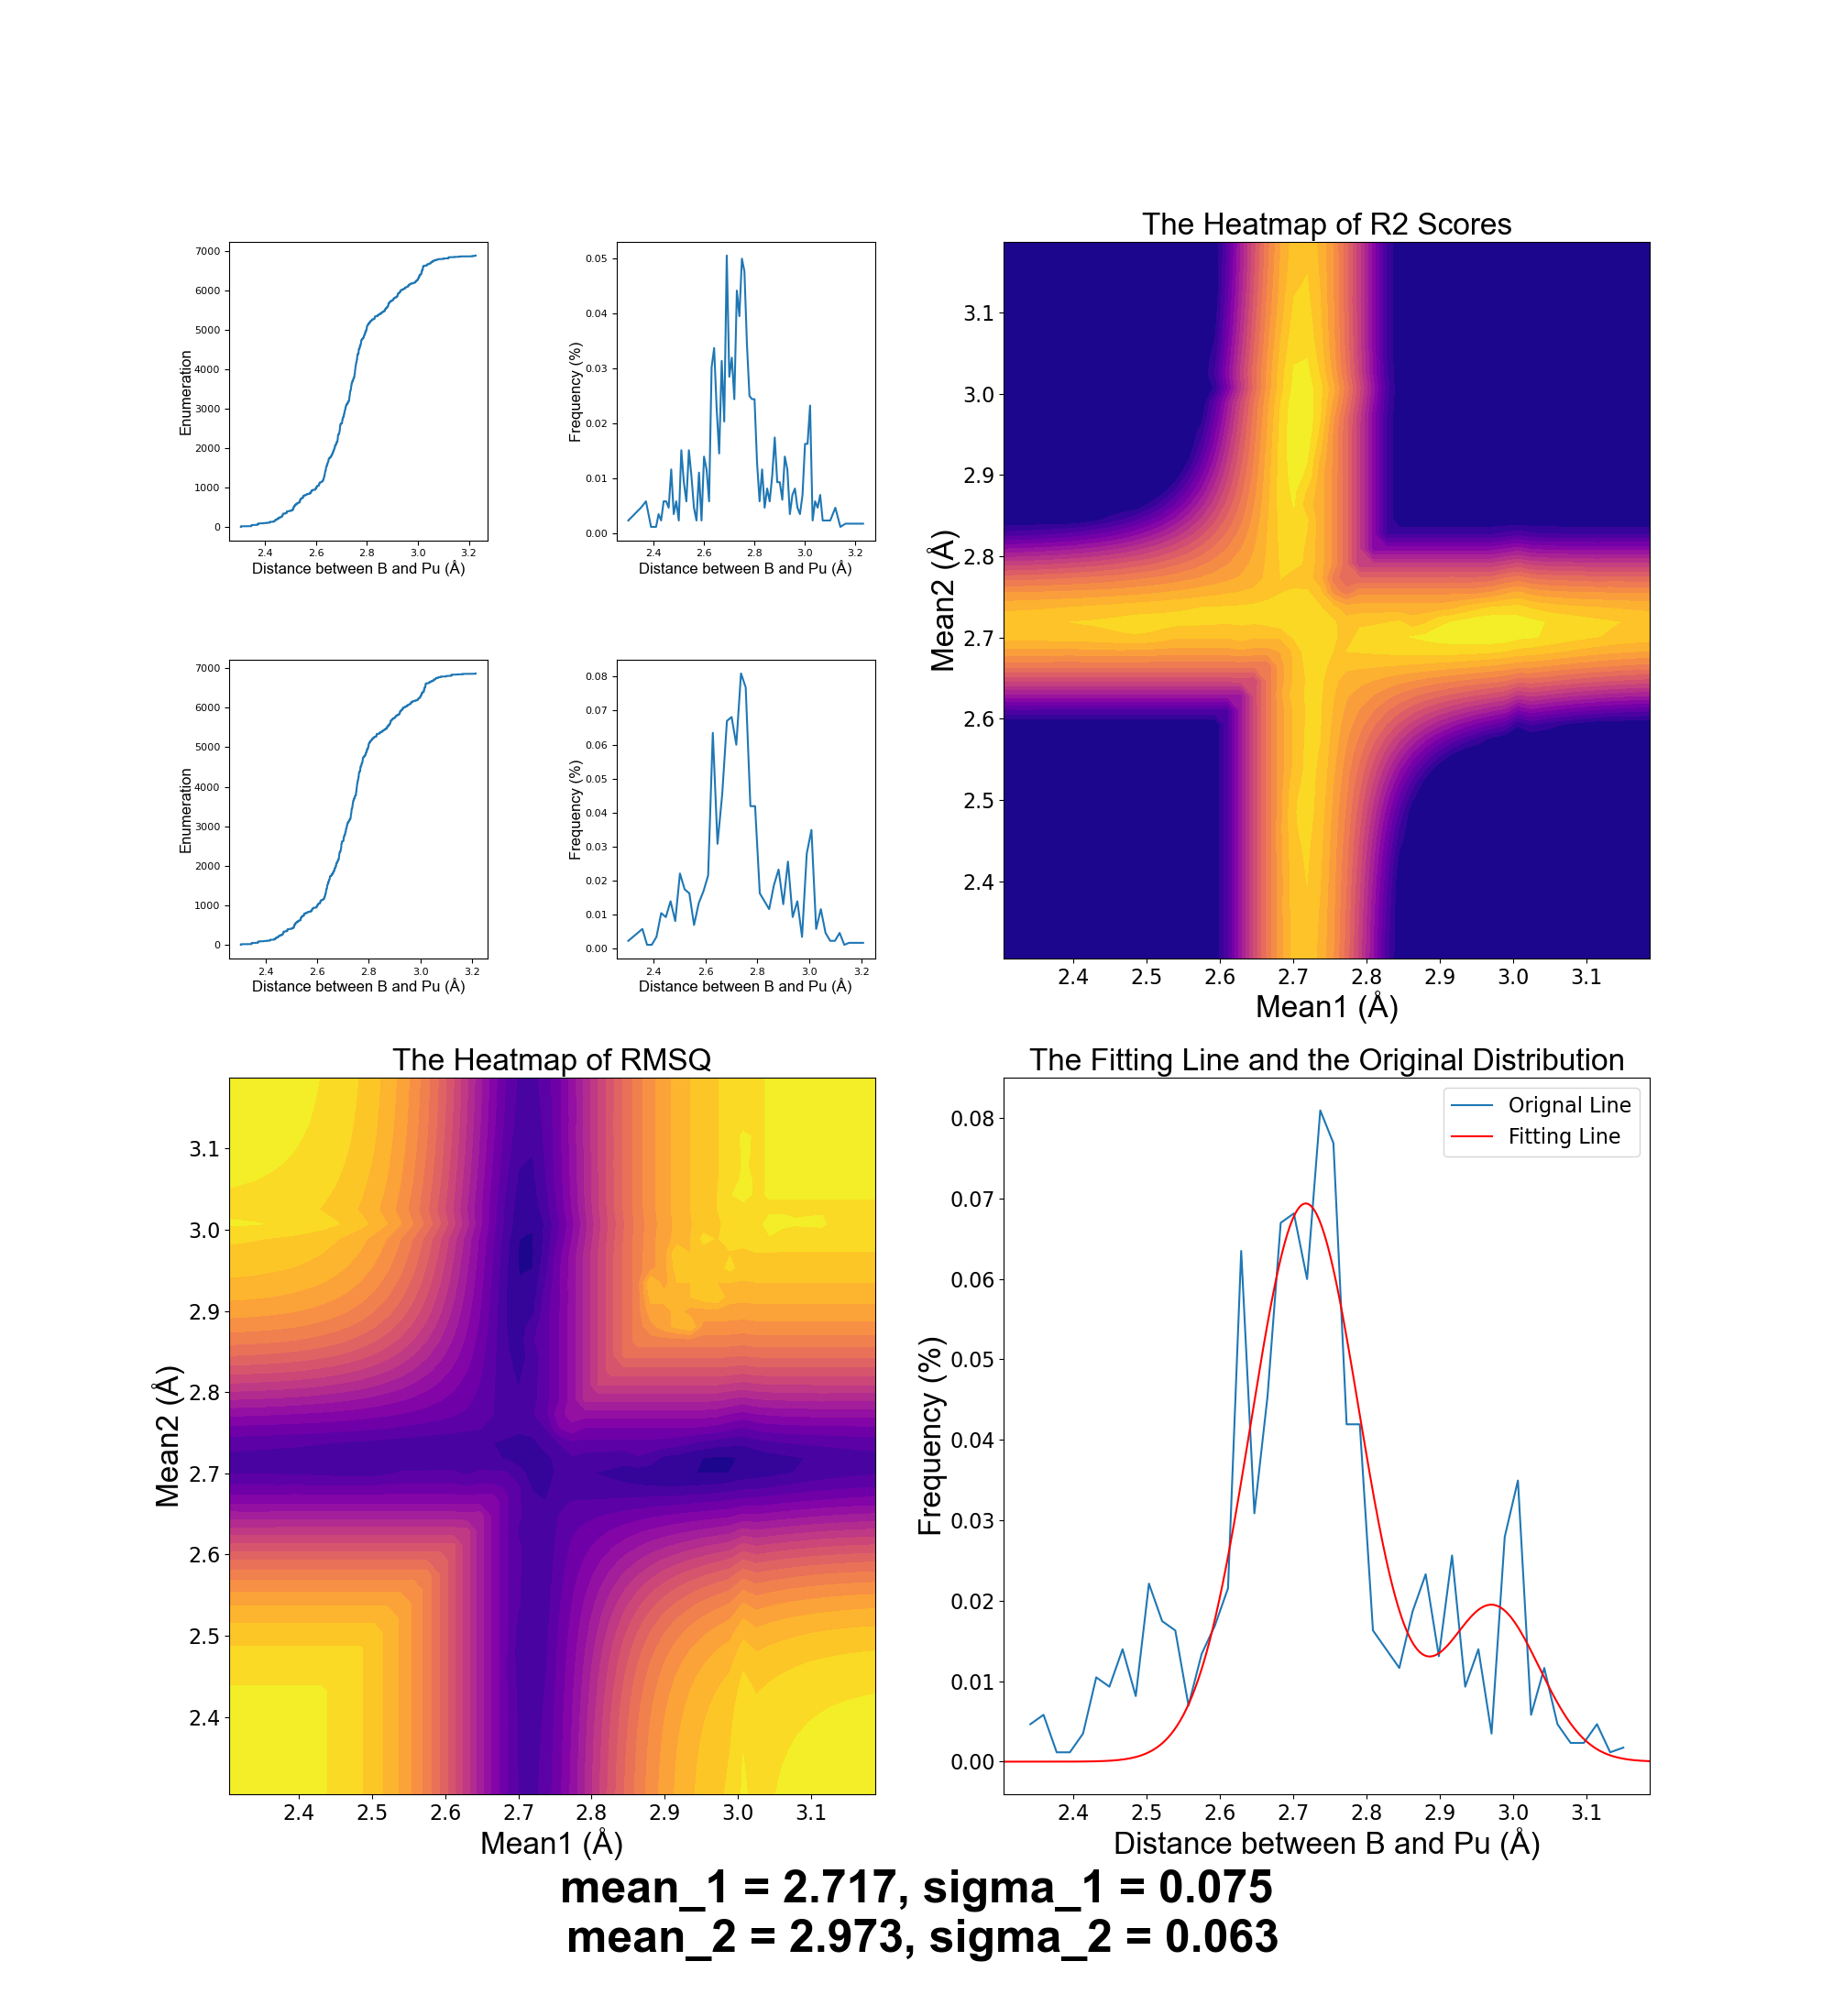 7000
6000
5000
4000
3000
2000
1000
0
Enumeration
2.4 2.6 2.8 3.0 3.2
Distance between B and Pu (Å)
0.05
0.04
0.03
0.02
0.01
0.00
Frequency (%)
2.4 2.6 2.8 3.0 3.2
Distance between B and Pu (Å)
The Heatmap of R2 Scores
3.1
3.0
2.9
2.8
2.7
2.6
2.5
2.4
Mean2 (Å)
2.4 2.5 2.6 2.7 2.8 2.9 3.0 3.1
Mean1 (Å)
7000
6000
5000
4000
3000
2000
1000
0
Enumeration
2.4 2.6 2.8 3.0 3.2
Distance between B and Pu (Å)
0.08
0.07
0.06
0.05
0.04
0.03
0.02
0.01
0.00
Frequency (%)
2.4 2.6 2.8 3.0 3.2
Distance between B and Pu (Å)
The Heatmap of RMSQ
3.1
3.0
2.9
2.8
2.7
2.6
2.5
2.4
Mean2 (Å)
2.4 2.5 2.6 2.7 2.8 2.9 3.0 3.1
Mean1 (Å)
The Fitting Line and the Original Distribution
Orignal Line
Fitting Line
0.08
0.07
0.06
0.05
0.04
0.03
0.02
0.01
0.00
Frequency (%)
2.4 2.5 2.6 2.7 2.8 2.9 3.0 3.1
Distance between B and Pu (Å)
mean_1 = 2.717, sigma_1 = 0.075
mean_2 = 2.973, sigma_2 = 0.063